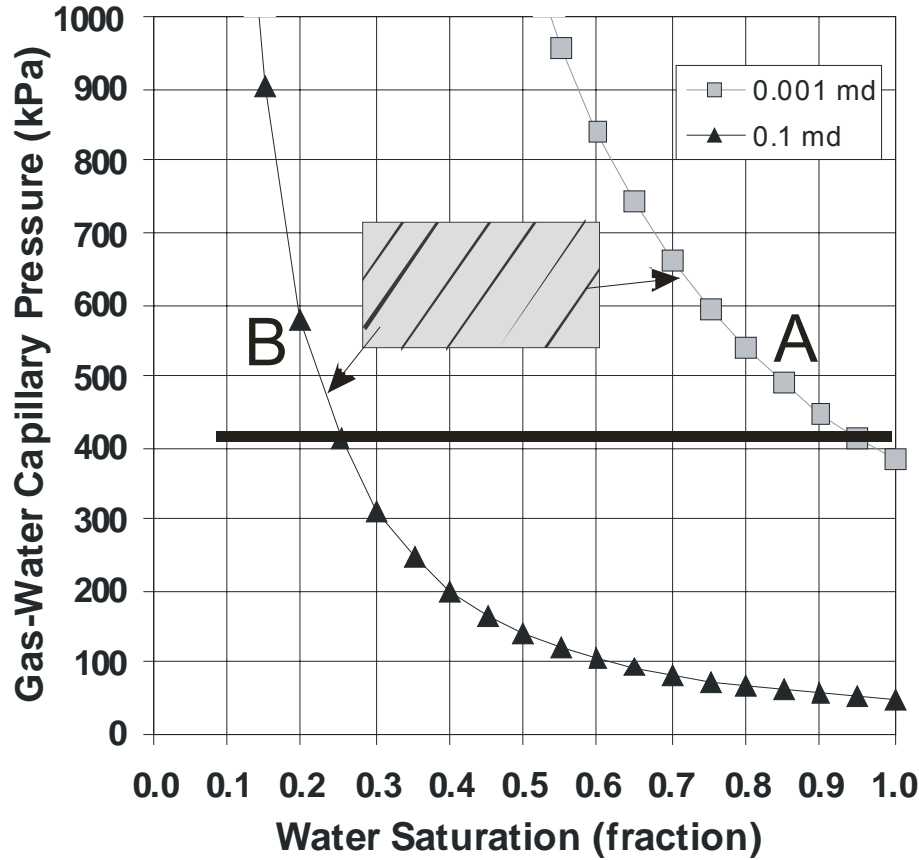 Gas-Water Capillary Pressure (kPa)
1000
900
800
700
600
500
400
300
200
100
0
0.001 md
0.1 md
B
A
0.0 0.1 0.2 0.3 0.4 0.5 0.6 0.7 0.8 0.9 1.0
Water Saturation (fraction)